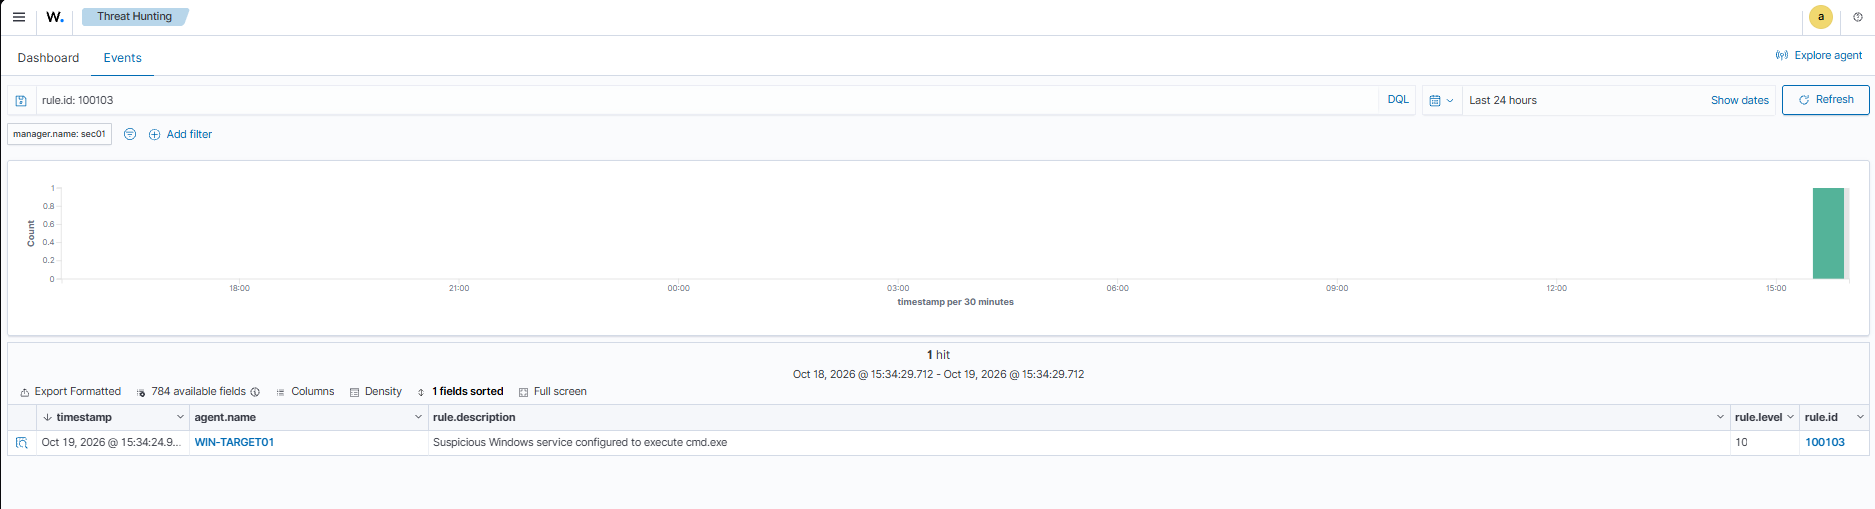 W. Threat Hunting a
Dashboard Events Explore agent
rule.id: 100103 DQL Last 24 hours Show dates Refresh
manager.name: sec01 Add filter
1
0.8
0.6
0.4
0.2
0
Count
18:00 21:00 00:00 03:00 06:00 09:00 12:00 15:00
timestamp per 30 minutes
1 hit
Oct 18, 2026 @ 15:34:29.712 - Oct 19, 2026 @ 15:34:29.712
Export Formatted 784 available fields Columns Density 1 fields sorted Full screen
timestamp agent.name rule.description rule.level rule.id
Oct 19, 2026 @ 15:34:24.9... WIN-TARGET01 Suspicious Windows service configured to execute cmd.exe 10 100103